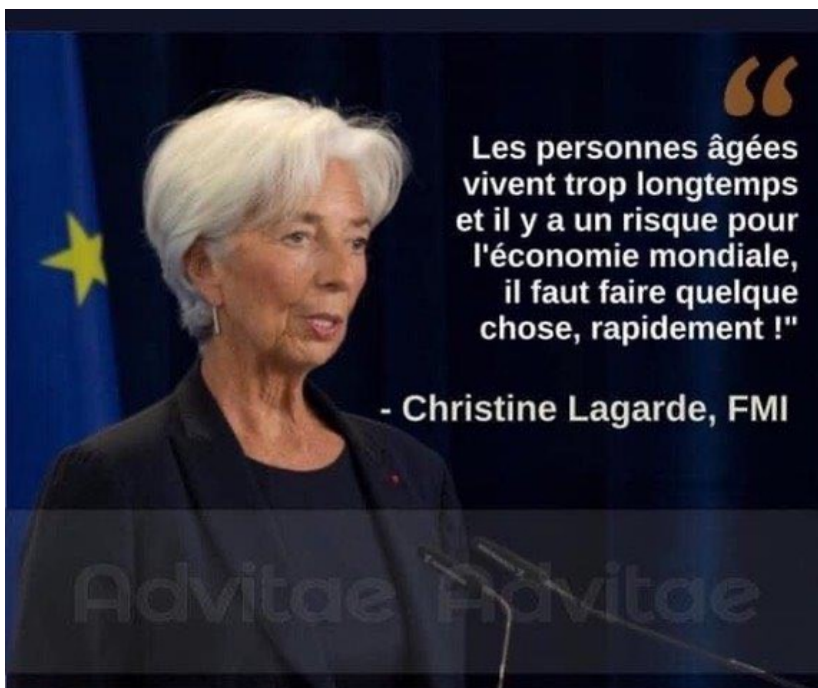 “
Les personnes âgées
vivent trop longtemps
et il y a un risque pour
l'économie mondiale,
il faut faire quelque
chose, rapidement !"
- Christine Lagarde, FMI
Advitae Advitae